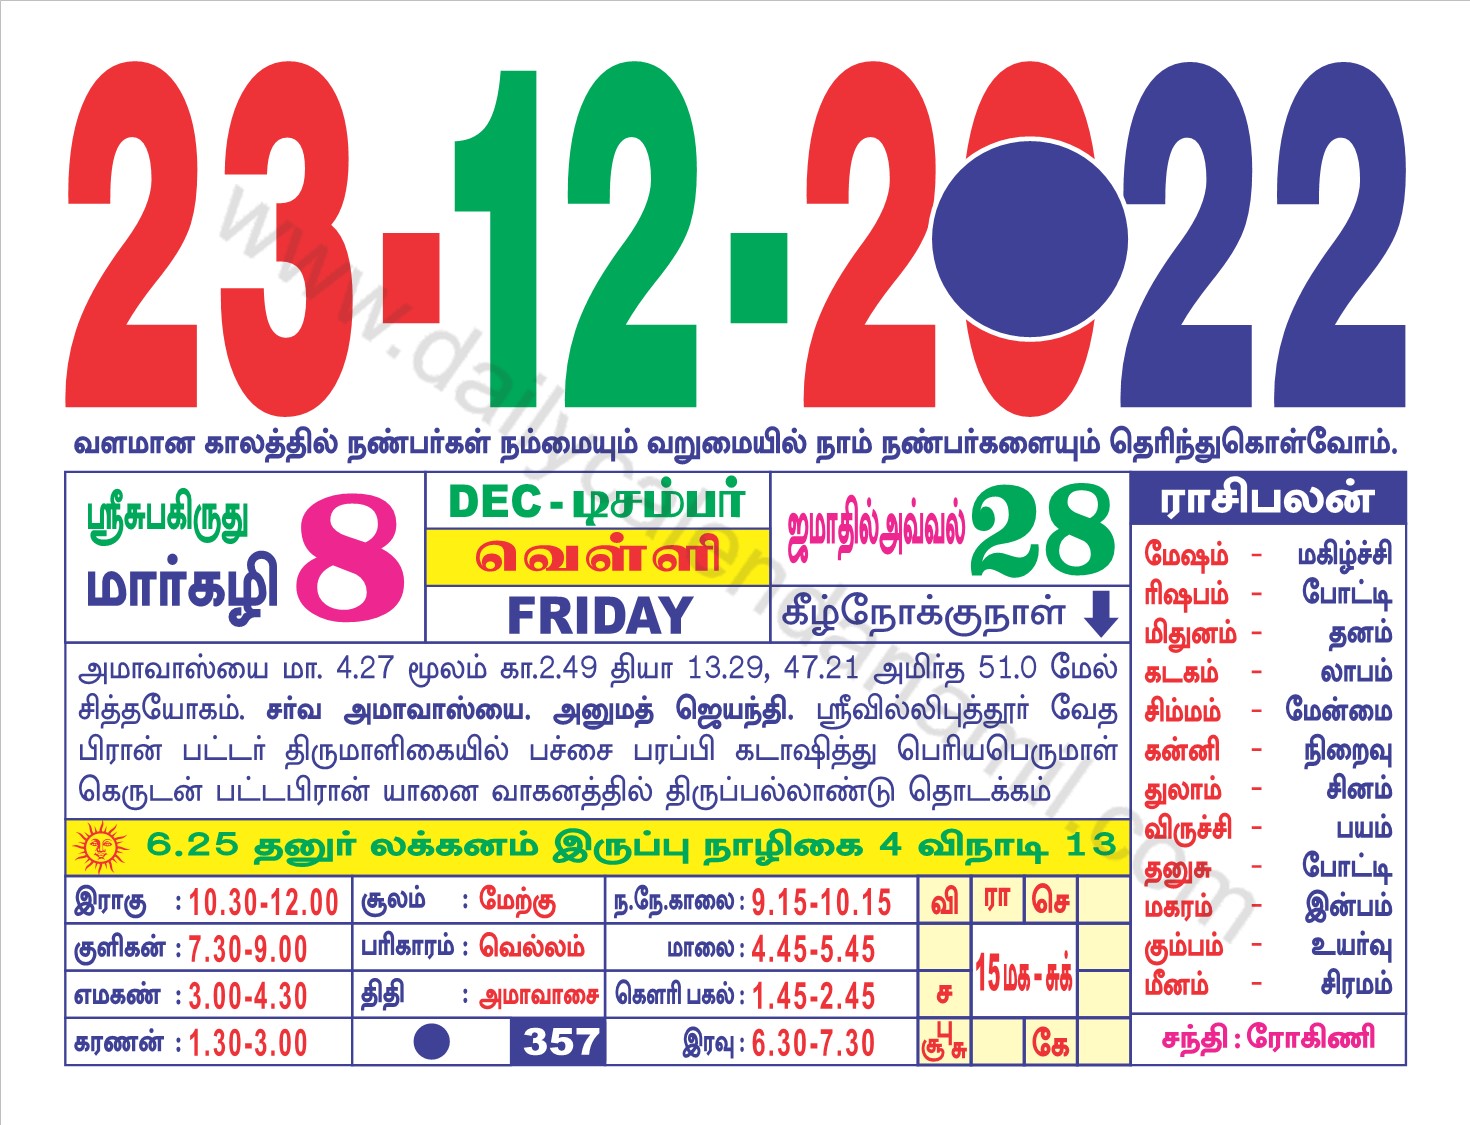 23-12-2022
வளமான காலத்தில் நண்பர்கள் நம்மையும் வறுமையில் நாம் நண்பர்களையும் தெரிந்துகொள்வோம்.
ஸ்ரீசுபகிருது
மார்கழி 8
DEC - டிசம்பர்
வெள்ளி
FRIDAY
ஜமாதில் அவ்வல் 28
கீழ்நோக்குநாள்
அமாவாஸ்யை மா. 4.27 மூலம் கா.2.49 தியா 13.29, 47.21 அமிர்த 51.0 மேல்
சித்தயோகம். சர்வ அமாவாஸ்யை. அனுமத் ஜெயந்தி. ஸ்ரீவில்லிபுத்தூர் வேத
பிரான் பட்டர் திருமாளிகையில் பச்சை பரப்பி கடாஷித்து பெரியபெருமாள்
கெருடன் பட்டபிரான் யானை வாகனத்தில் திருப்பல்லாண்டு தொடக்கம்
6.25 தனுர் லக்கனம் இருப்பு நாழிகை 4 விநாடி 13
இராகு : 10.30-12.00
குளிகன் : 7.30-9.00
எமகண் : 3.00-4.30
கரணன் : 1.30-3.00
சூலம் : மேற்கு
பரிகாரம் : வெல்லம்
திதி : அமாவாசை
357
ந.நே.காலை : 9.15-10.15
மாலை : 4.45-5.45
கௌரி பகல் : 1.45-2.45
இரவு : 6.30-7.30
வி ரா செ
15 மக - சுக்
ச
சூ பு சு கே
ராசிபலன்
மேஷம் - மகிழ்ச்சி
ரிஷபம் - போட்டி
மிதுனம் - தனம்
கடகம் - லாபம்
சிம்மம் - மேன்மை
கன்னி - நிறைவு
துலாம் - சினம்
விருச்சி - பயம்
தனுசு - போட்டி
மகரம் - இன்பம்
கும்பம் - உயர்வு
மீனம் - சிரமம்
சந்தி : ரோகிணி
www.dailycalendartamil.com